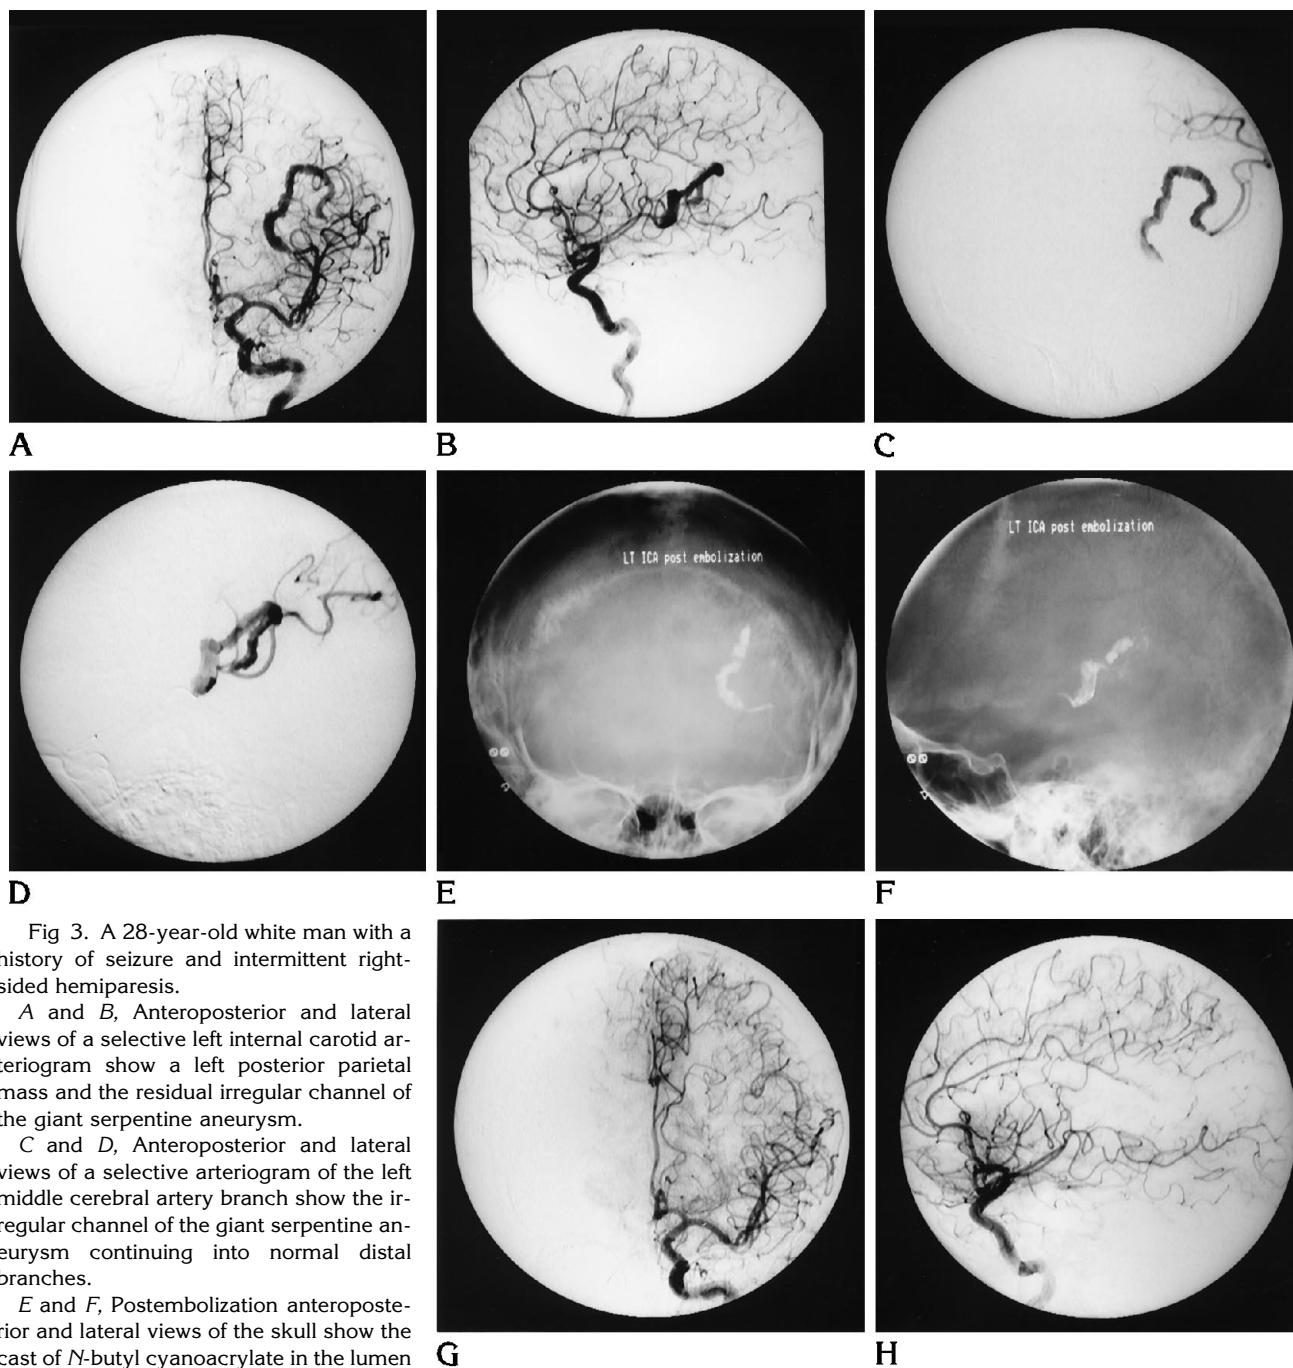 A
B
C
D
LT ICA post embolization
E
LT ICA post embolization
F
Fig 3. A 28-year-old white man with a
history of seizure and intermittent right-
sided hemiparesis.
A and B, Anteroposterior and lateral
views of a selective left internal carotid ar-
teriogram show a left posterior parietal
mass and the residual irregular channel of
the giant serpentine aneurysm.
C and D, Anteroposterior and lateral
views of a selective arteriogram of the left
middle cerebral artery branch show the ir-
regular channel of the giant serpentine an-
eurysm continuing into normal distal
branches.
E and F, Postembolization anteroposte-
rior and lateral views of the skull show the
cast of N-butyl cyanoacrylate in the lumen
G
H